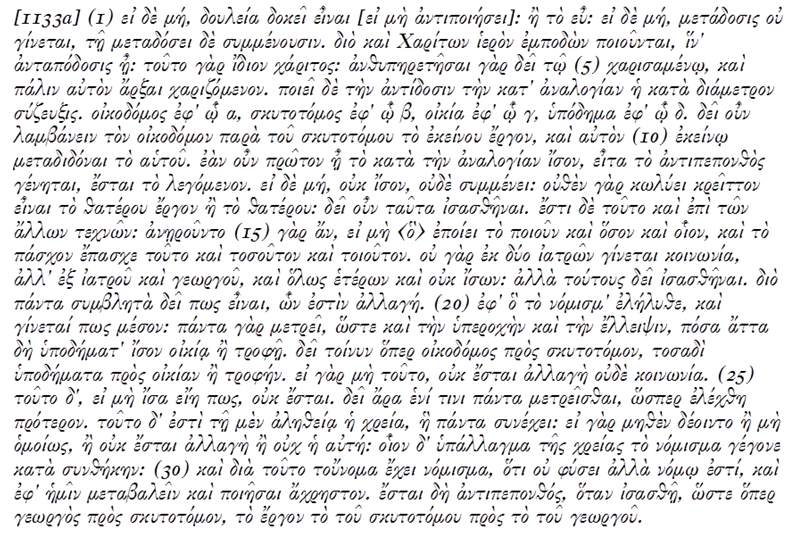 [1133a] (1) εἰ δὲ μή, δουλεία δοκεῖ εἶναι [εἰ μὴ ἀντιποιήσει]: ἢ τὸ εὖ: εἰ δὲ μή, μετάδοσις οὐ
γίνεται, τῇ μεταδόσει δὲ συμμένουσιν. διὸ καὶ Χαρίτων ἱερὸν ἐμποδὼν ποιοῦνται, ἵν'
ἀνταπόδοσις ᾖ: τοῦτο γὰρ ἴδιον χάριτος: ἀνθυπηρετῆσαι γὰρ δεῖ τῷ (5) χαρισαμένῳ, καὶ
πάλιν αὐτὸν ἄρξαι χαριζόμενον. ποιεῖ δὲ τὴν ἀντίδοσιν τὴν κατ' ἀναλογίαν ἡ κατὰ διάμετρον
σύζευξις. οἰκοδόμος ἐφ' ᾧ α, σκυτοτόμος ἐφ' ᾧ β, οἰκία ἐφ' ᾧ γ, ὑπόδημα ἐφ' ᾧ δ. δεῖ οὖν
λαμβάνειν τὸν οἰκοδόμον παρὰ τοῦ σκυτοτόμου τὸ ἐκείνου ἔργον, καὶ αὐτὸν (10) ἐκείνῳ
μεταδιδόναι τὸ αὑτοῦ. ἐὰν οὖν πρῶτον ᾖ τὸ κατὰ τὴν ἀναλογίαν ἴσον, εἶτα τὸ ἀντιπεπονθὸς
γένηται, ἔσται τὸ λεγόμενον. εἰ δὲ μή, οὐκ ἴσον, οὐδὲ συμμένει: οὐθὲν γὰρ κωλύει κρεῖττον
εἶναι τὸ θατέρου ἔργον ἢ τὸ θατέρου: δεῖ οὖν ταῦτα ἰσασθῆναι. ἔστι δὲ τοῦτο καὶ ἐπὶ τῶν
ἄλλων τεχνῶν: ἀνῃροῦντο (15) γὰρ ἄν, εἰ μὴ &lt;ὃ&gt; ἐποίει τὸ ποιοῦν καὶ ὅσον καὶ οἷον, καὶ τὸ
πάσχον ἔπασχε τοῦτο καὶ τοσοῦτον καὶ τοιοῦτον. οὐ γὰρ ἐκ δύο ἰατρῶν γίνεται κοινωνία,
ἀλλ' ἐξ ἰατροῦ καὶ γεωργοῦ, καὶ ὅλως ἑτέρων καὶ οὐκ ἴσων: ἀλλὰ τούτους δεῖ ἰσασθῆναι. διὸ
πάντα συμβλητὰ δεῖ πως εἶναι, ὧν ἐστὶν ἀλλαγή. (20) ἐφ' ὃ τὸ νόμισμ' ἐλήλυθε, καὶ
γίνεταί πως μέσον: πάντα γὰρ μετρεῖ, ὥστε καὶ τὴν ὑπεροχὴν καὶ τὴν ἔλλειψιν, πόσα ἄττα
δὴ ὑποδήματ' ἴσον οἰκίᾳ ἢ τροφῇ. δεῖ τοίνυν ὅπερ οἰκοδόμος πρὸς σκυτοτόμον, τοσαδὶ
ὑποδήματα πρὸς οἰκίαν ἢ τροφήν. εἰ γὰρ μὴ τοῦτο, οὐκ ἔσται ἀλλαγὴ οὐδὲ κοινωνία. (25)
τοῦτο δ', εἰ μὴ ἴσα εἴη πως, οὐκ ἔσται. δεῖ ἄρα ἑνί τινι πάντα μετρεῖσθαι, ὥσπερ ἐλέχθη
πρότερον. τοῦτο δ' ἐστὶ τῇ μὲν ἀληθείᾳ ἡ χρεία, ἣ πάντα συνέχει: εἰ γὰρ μηθὲν δέοιντο ἢ μὴ
ὁμοίως, ἢ οὐκ ἔσται ἀλλαγὴ ἢ οὐχ ἡ αὐτή: οἷον δ' ὑπάλλαγμα τῆς χρείας τὸ νόμισμα γέγονε
κατὰ συνθήκην: (30) καὶ διὰ τοῦτο τοὔνομα ἔχει νόμισμα, ὅτι οὐ φύσει ἀλλὰ νόμῳ ἐστί, καὶ
ἐφ' ἡμῖν μεταβαλεῖν καὶ ποιῆσαι ἄχρηστον. ἔσται δὴ ἀντιπεπονθός, ὅταν ἰσασθῇ, ὥστε ὅπερ
γεωργὸς πρὸς σκυτοτόμον, τὸ ἔργον τὸ τοῦ σκυτοτόμου πρὸς τὸ τοῦ γεωργοῦ.